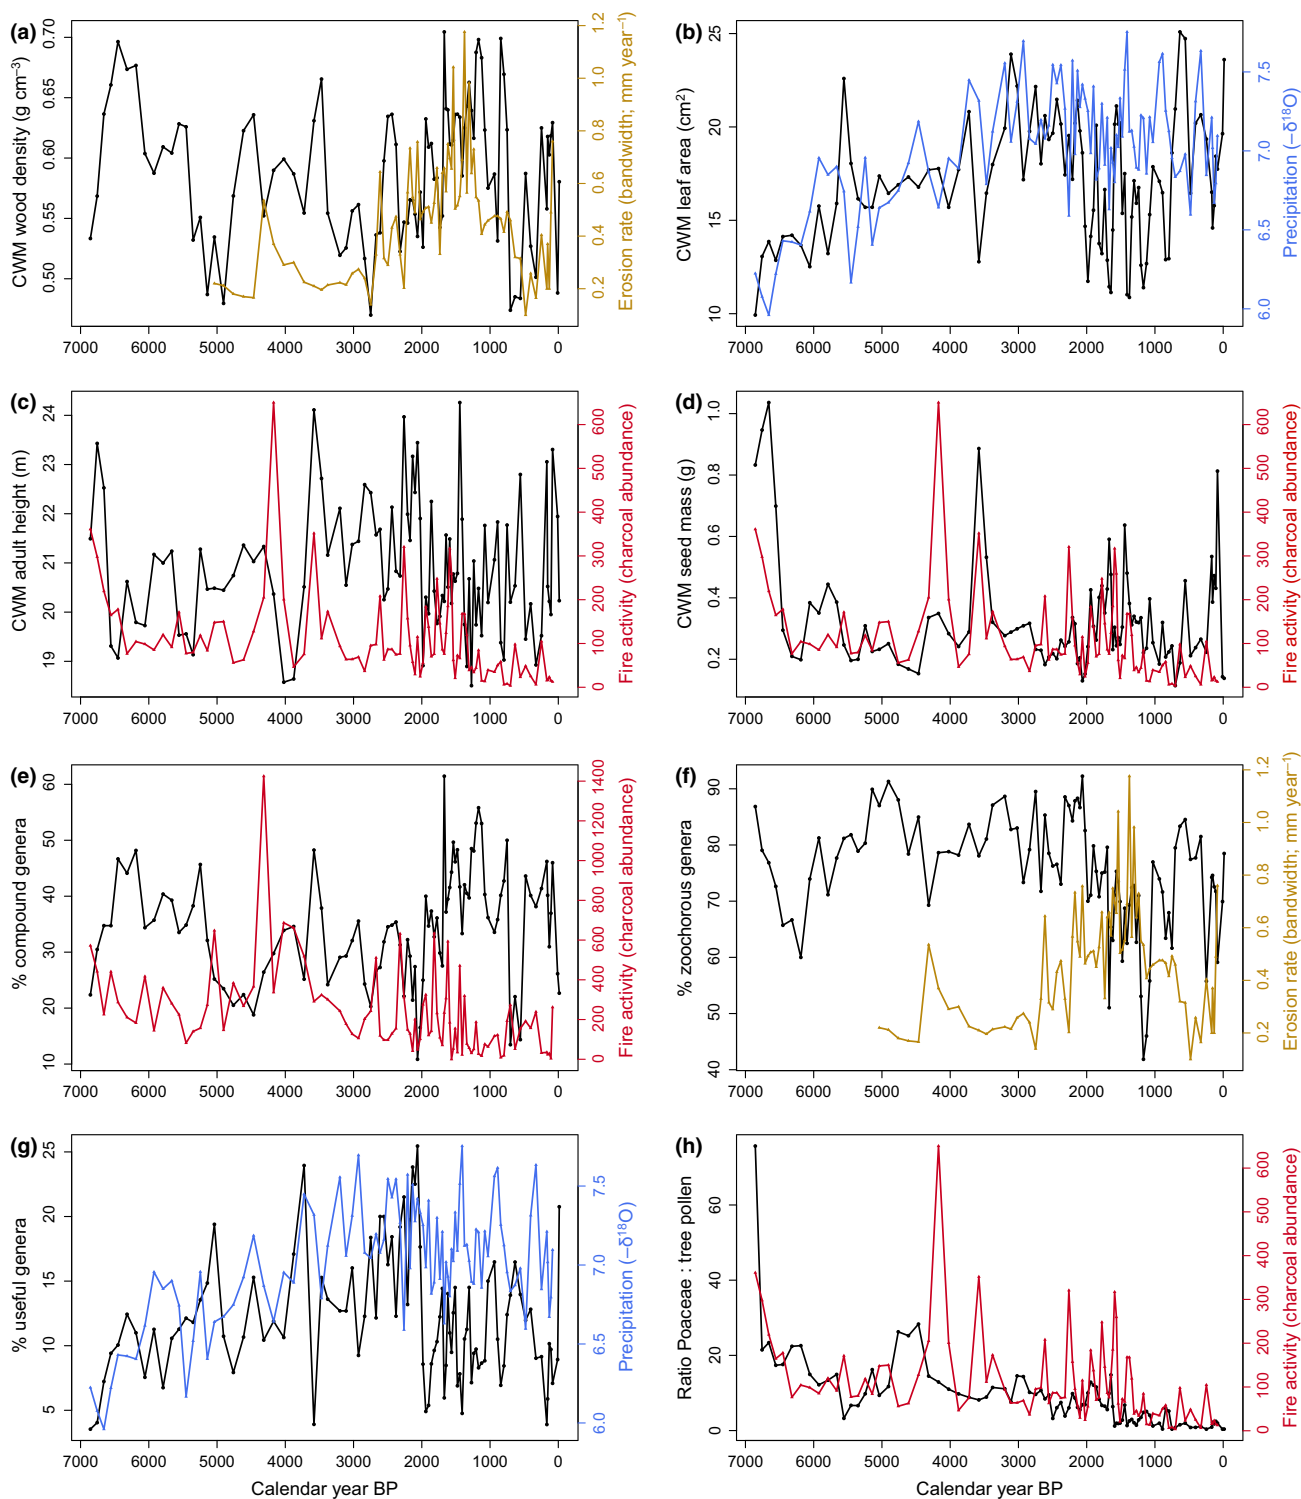 (a)
CWM wood density (g cm⁻³)
0.50 0.55 0.60 0.65 0.70
Erosion rate (bandwidth; mm year⁻¹)
0.2 0.4 0.6 0.8 1.0 1.2
7000 6000 5000 4000 3000 2000 1000 0
(b)
CWM leaf area (cm²)
10 15 20 25
Precipitation (−δ¹⁸O)
6.0 6.5 7.0 7.5
7000 6000 5000 4000 3000 2000 1000 0
(c)
CWM adult height (m)
19 20 21 22 23 24
Fire activity (charcoal abundance)
0 100 200 300 400 500 600
7000 6000 5000 4000 3000 2000 1000 0
(d)
CWM seed mass (g)
0.2 0.4 0.6 0.8 1.0
Fire activity (charcoal abundance)
0 100 200 300 400 500 600
7000 6000 5000 4000 3000 2000 1000 0
(e)
% compound genera
10 20 30 40 50 60
Fire activity (charcoal abundance)
0 200 400 600 800 1000 1200 1400
7000 6000 5000 4000 3000 2000 1000 0
(f)
% zoochorous genera
40 50 60 70 80 90
Erosion rate (bandwidth; mm year⁻¹)
0.2 0.4 0.6 0.8 1.0 1.2
7000 6000 5000 4000 3000 2000 1000 0
(g)
% useful genera
5 10 15 20 25
Precipitation (−δ¹⁸O)
6.0 6.5 7.0 7.5
7000 6000 5000 4000 3000 2000 1000 0
Calendar year BP
(h)
Ratio Poaceae : tree pollen
0 20 40 60
Fire activity (charcoal abundance)
0 100 200 300 400 500 600
7000 6000 5000 4000 3000 2000 1000 0
Calendar year BP